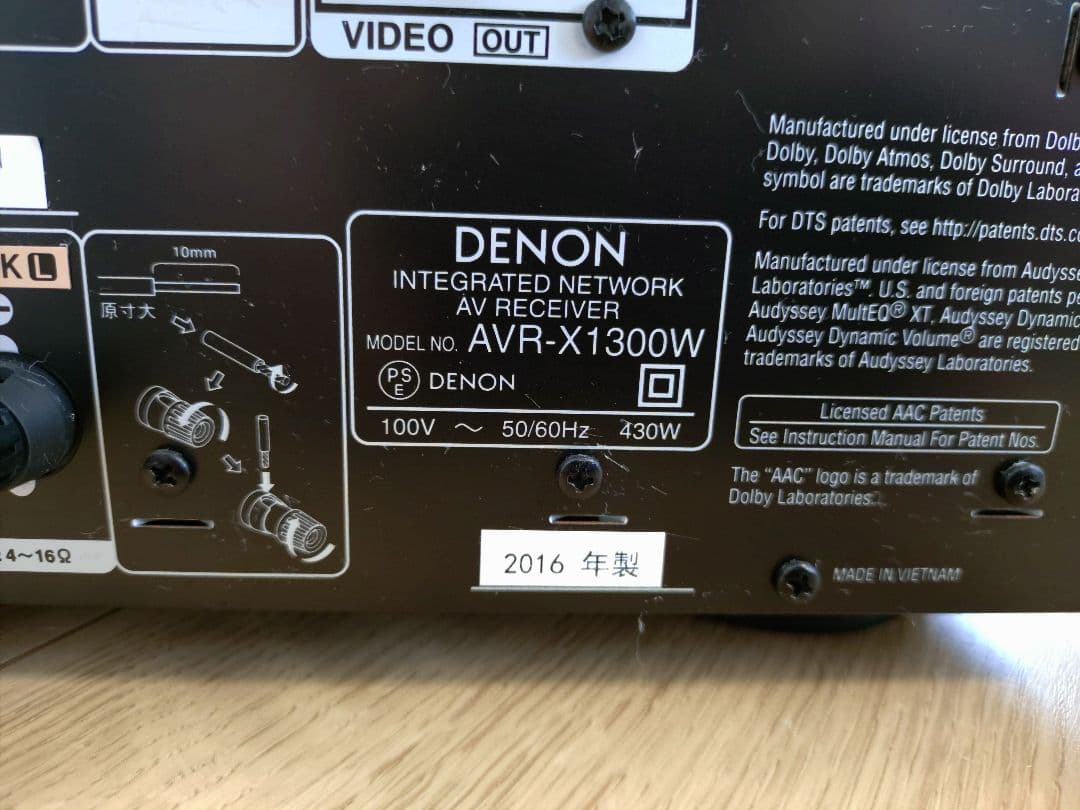 VIDEO OUT
K L
4～16Ω
10mm
原寸大
DENON
INTEGRATED NETWORK
AV RECEIVER
MODEL NO. AVR-X1300W
PS
E
DENON
100V ～ 50/60Hz 430W
2016 年製
Manufactured under license from Dolb
Dolby, Dolby Atmos, Dolby Surround, a
symbol are trademarks of Dolby Labora
For DTS patents, see http://patents.dts.c
Manufactured under license from Audysse
Laboratories™. U.S. and foreign patents pe
Audyssey MultEQ® XT, Audyssey Dynamic
Audyssey Dynamic Volume® are registered
trademarks of Audyssey Laboratories.
Licensed AAC Patents
See Instruction Manual For Patent Nos.
The "AAC" logo is a trademark of
Dolby Laboratories.
MADE IN VIETNAM